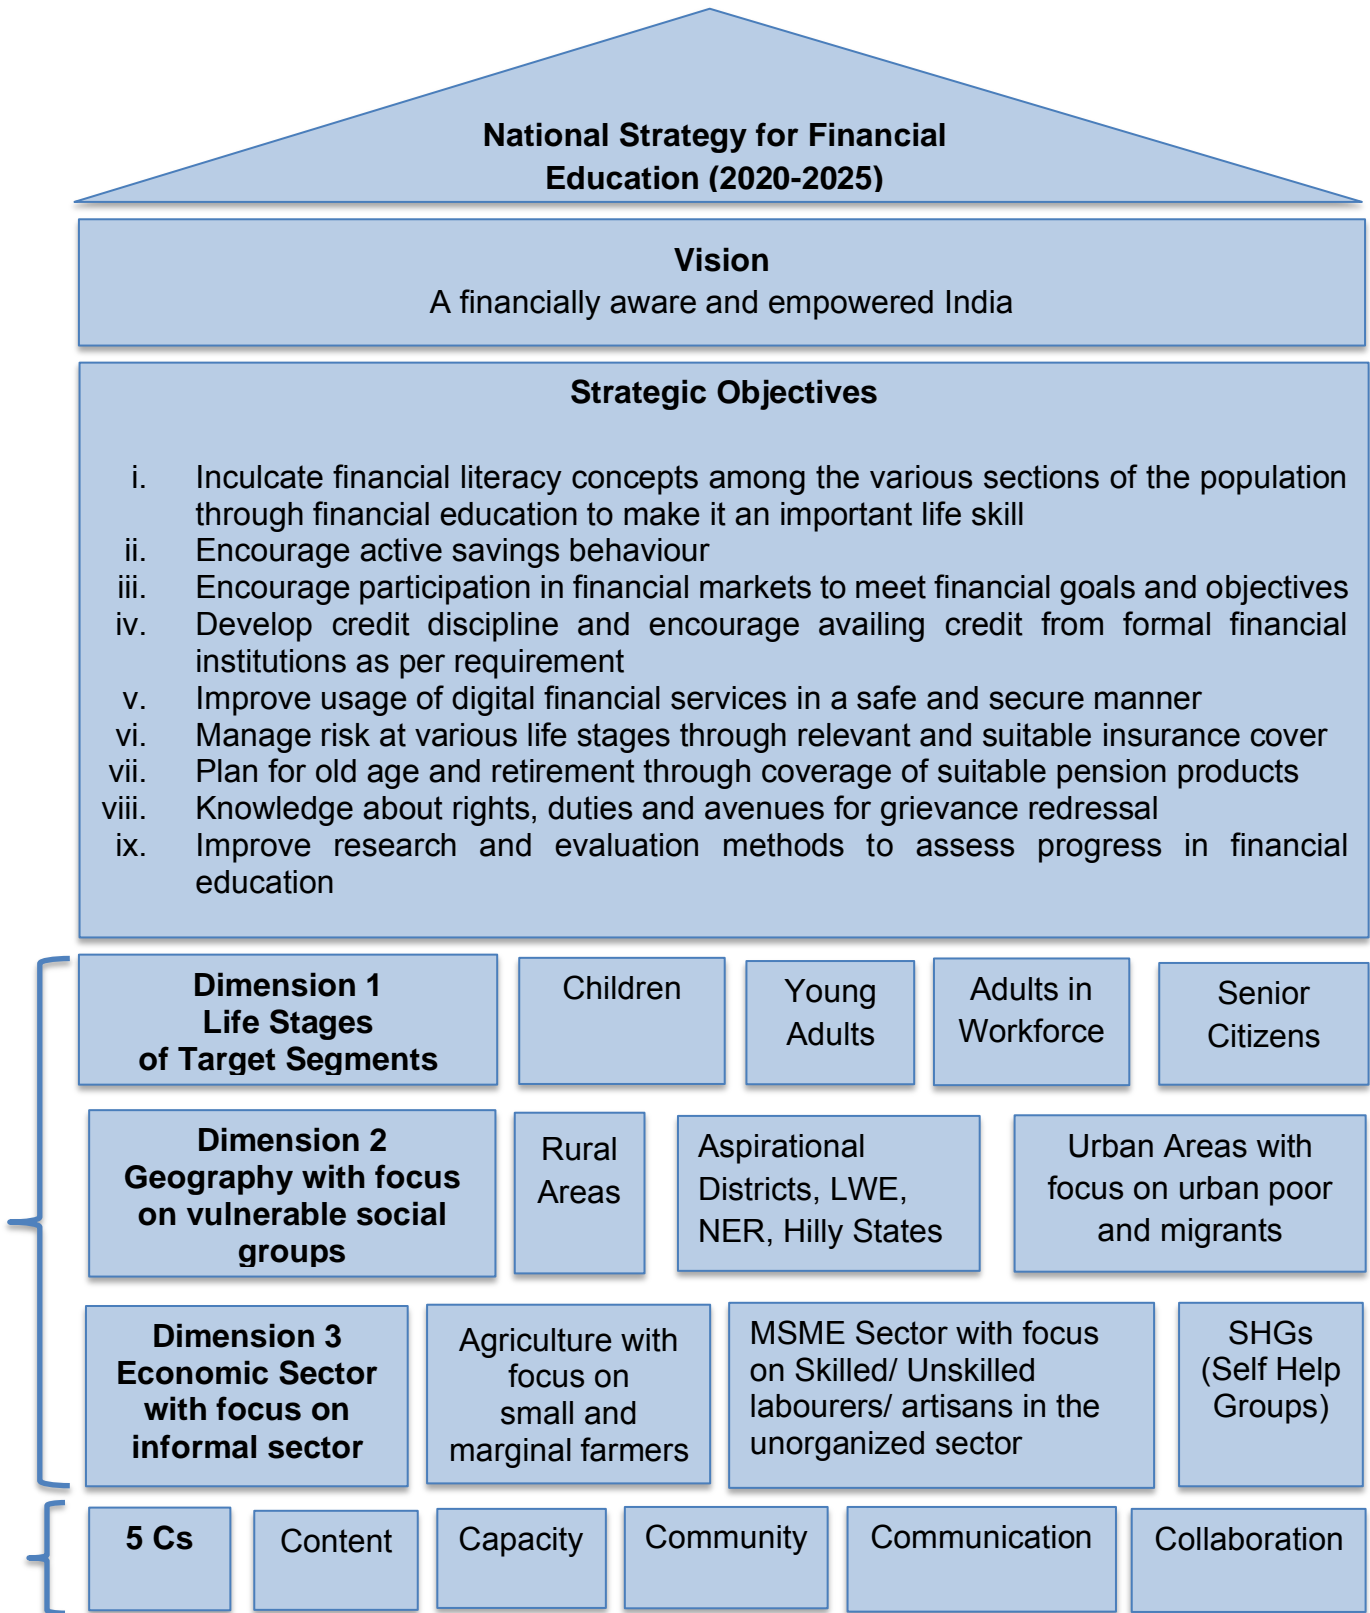 National Strategy for Financial
Education (2020-2025)
Vision
A financially aware and empowered India
Strategic Objectives
i. Inculcate financial literacy concepts among the various sections of the population
through financial education to make it an important life skill
ii. Encourage active savings behaviour
iii. Encourage participation in financial markets to meet financial goals and objectives
iv. Develop credit discipline and encourage availing credit from formal financial
institutions as per requirement
v. Improve usage of digital financial services in a safe and secure manner
vi. Manage risk at various life stages through relevant and suitable insurance cover
vii. Plan for old age and retirement through coverage of suitable pension products
viii. Knowledge about rights, duties and avenues for grievance redressal
ix. Improve research and evaluation methods to assess progress in financial
education
Dimension 1
Life Stages
of Target Segments
Children
Young
Adults
Adults in
Workforce
Senior
Citizens
Dimension 2
Geography with focus
on vulnerable social
groups
Rural
Areas
Aspirational
Districts, LWE,
NER, Hilly States
Urban Areas with
focus on urban poor
and migrants
Dimension 3
Economic Sector
with focus on
informal sector
Agriculture with
focus on
small and
marginal farmers
MSME Sector with focus
on Skilled/ Unskilled
labourers/ artisans in the
unorganized sector
SHGs
(Self Help
Groups)
5 Cs
Content
Capacity
Community
Communication
Collaboration